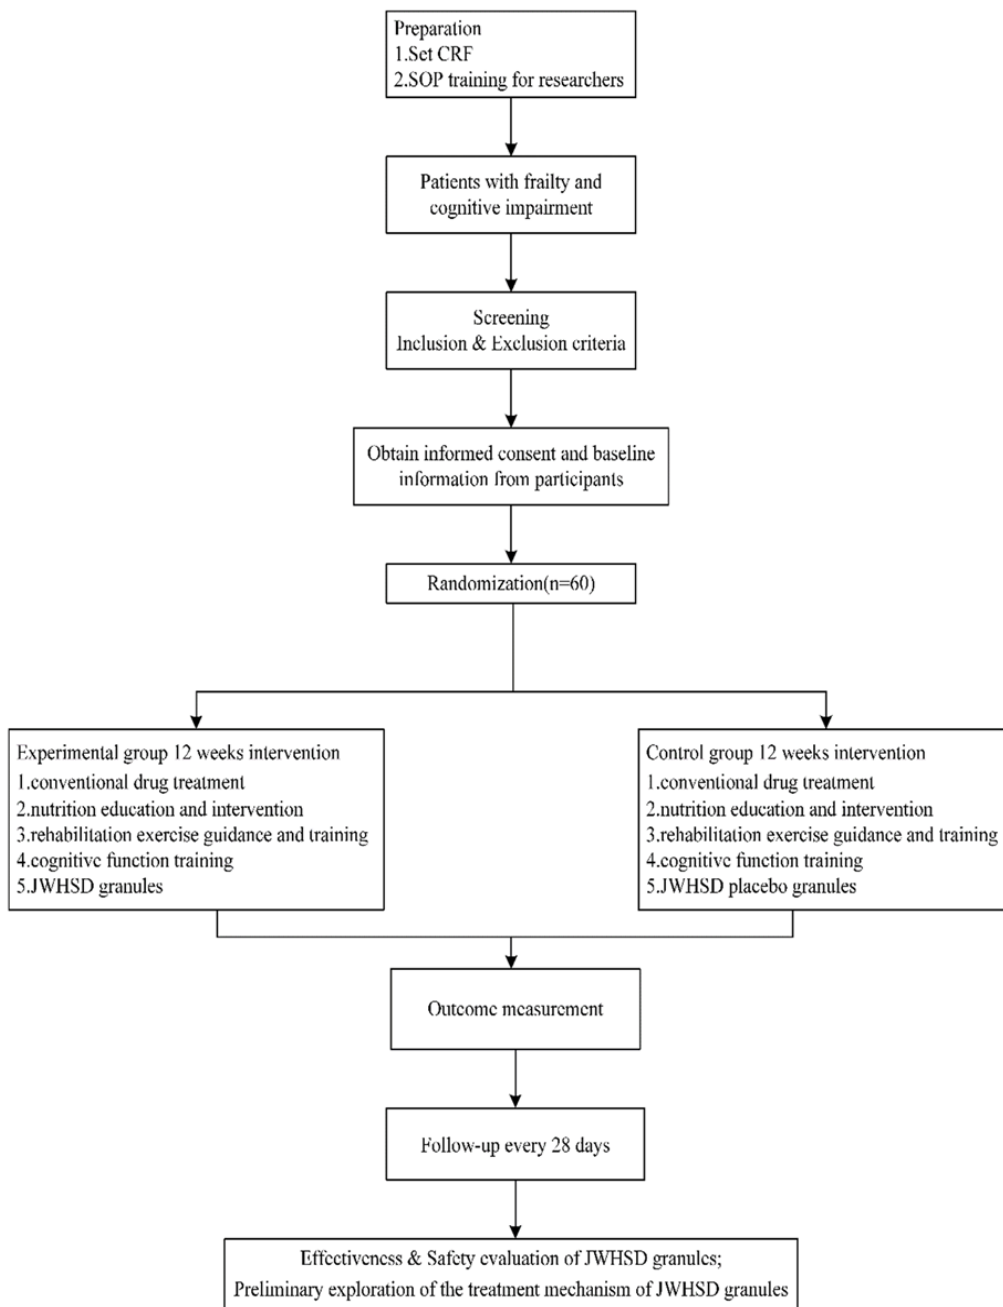 Preparation
1.Set CRF
2.SOP training for researchers
Patients with frailty and
cognitive impairment
Screening
Inclusion & Exclusion criteria
Obtain informed consent and baseline
information from participants
Randomization(n=60)
Experimental group 12 weeks intervention
1.conventional drug treatment
2.nutrition education and intervention
3.rehabilitation exercise guidance and training
4.cognitive function training
5.JWHSD granules
Control group 12 weeks intervention
1.conventional drug treatment
2.nutrition education and intervention
3.rehabilitation exercise guidance and training
4.cognitive function training
5.JWHSD placebo granules
Outcome measurement
Follow-up every 28 days
Effectiveness & Safety evaluation of JWHSD granules;
Preliminary exploration of the treatment mechanism of JWHSD granules